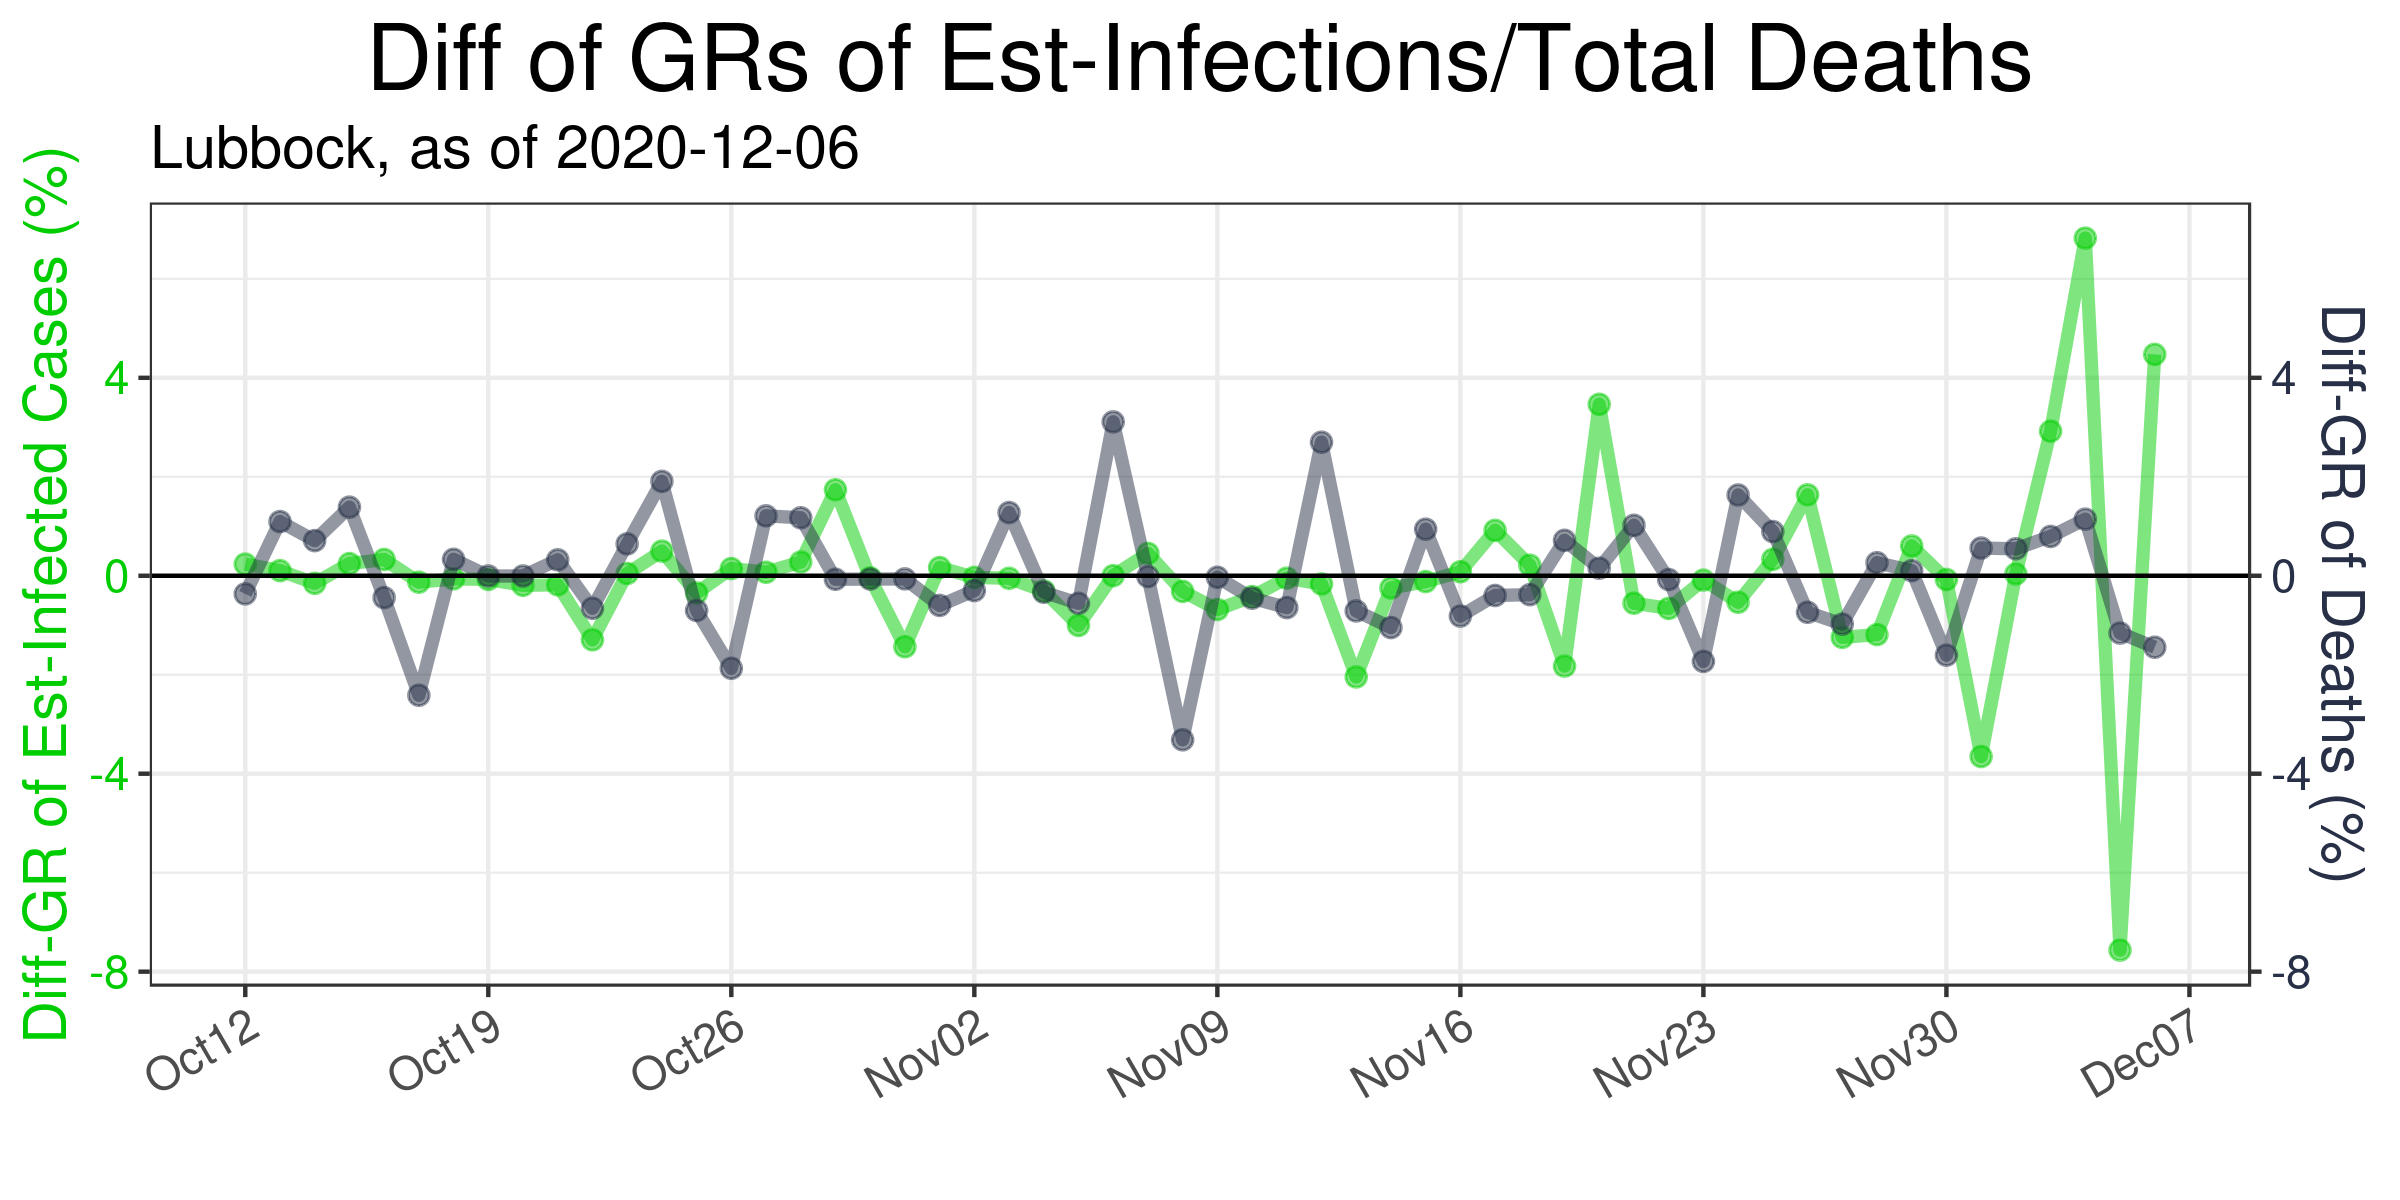 Diff of GRs of Est-Infections/Total Deaths
Lubbock, as of 2020-12-06
Diff-GR of Est-Infected Cases (%)
4
0
-4
-8
4
0
-4
-8
Diff-GR of Deaths (%)
Oct12
Oct19
Oct26
Nov02
Nov09
Nov16
Nov23
Nov30
Dec07